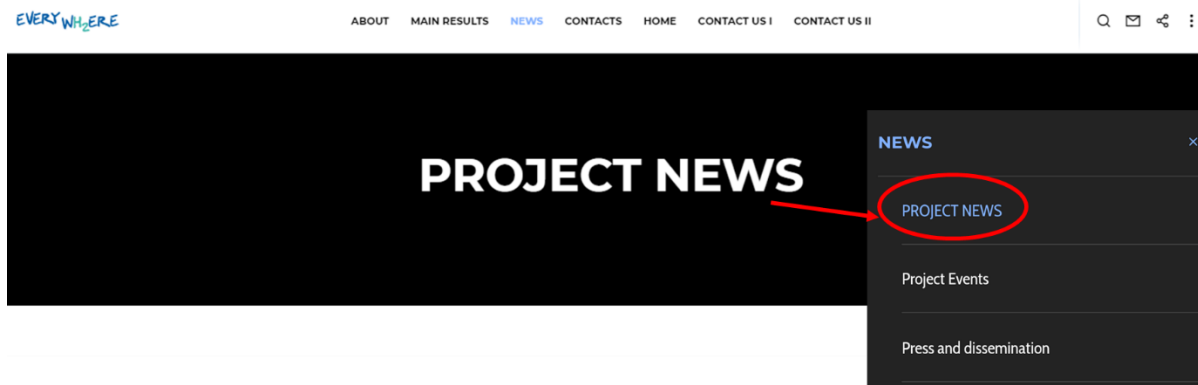 EVERY WH2ERE
ABOUT MAIN RESULTS NEWS CONTACTS HOME CONTACT US I CONTACT US II
PROJECT NEWS
NEWS
PROJECT NEWS
Project Events
Press and dissemination